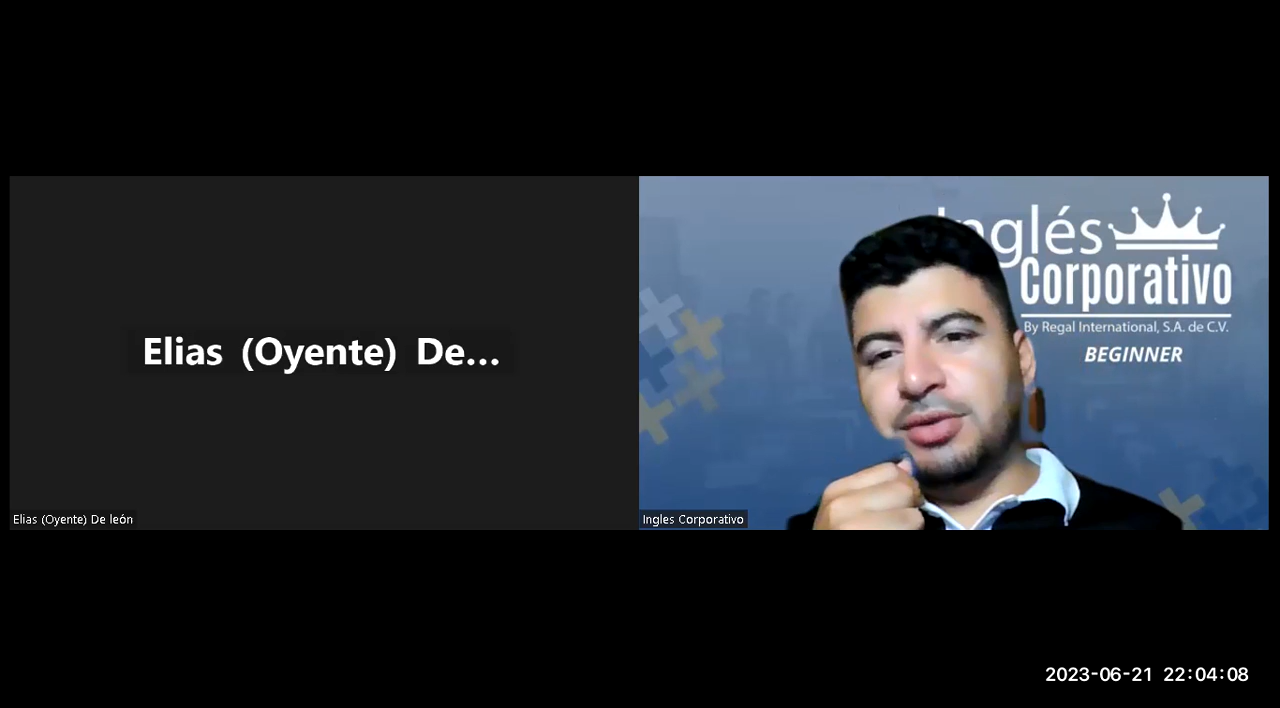 Elias (Oyente) De...
Elias (Oyente) De león
Inglés
Corporativo
By Regal International, S.A. de C.V.
BEGINNER
Ingles Corporativo
2023-06-21 22:04:08